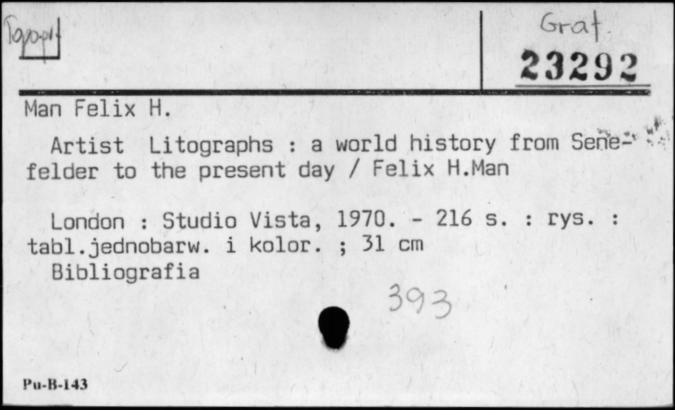 Graf.
23292
Man Felix H.
Artist Litographs : a world history from Sene-
felder to the present day / Felix H.Man
London : Studio Vista, 1970. - 216 s. : rys. :
tabl.jednobarw. i kolor. ; 31 cm
Bibliografia
393
Pu-B-143